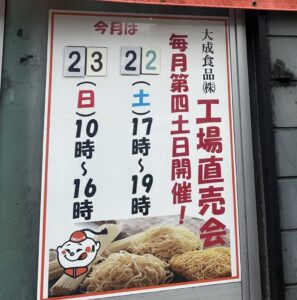 大成食品㈱
工場直売会
毎月第四土日開催！
今月は
22
(土)
17時〜19時
23
(日)
10時〜16時